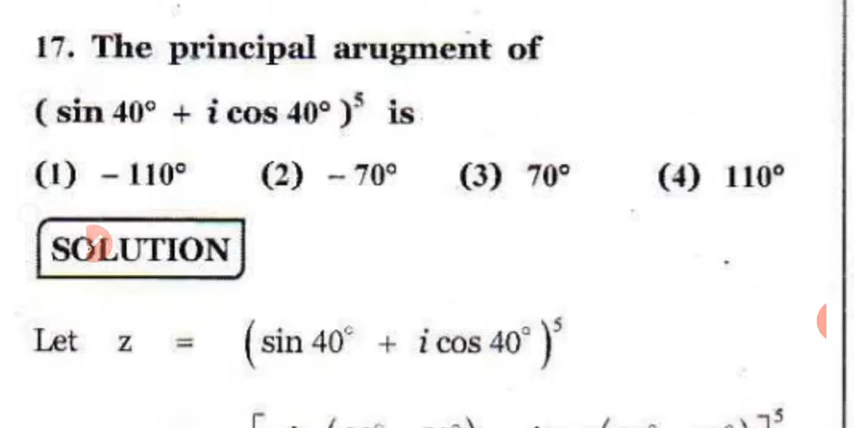 17. The principal arugment of
( sin 40° + i cos 40° )⁵ is
(1) – 110° (2) – 70° (3) 70° (4) 110°
SOLUTION
Let z = ( sin 40° + i cos 40° )⁵